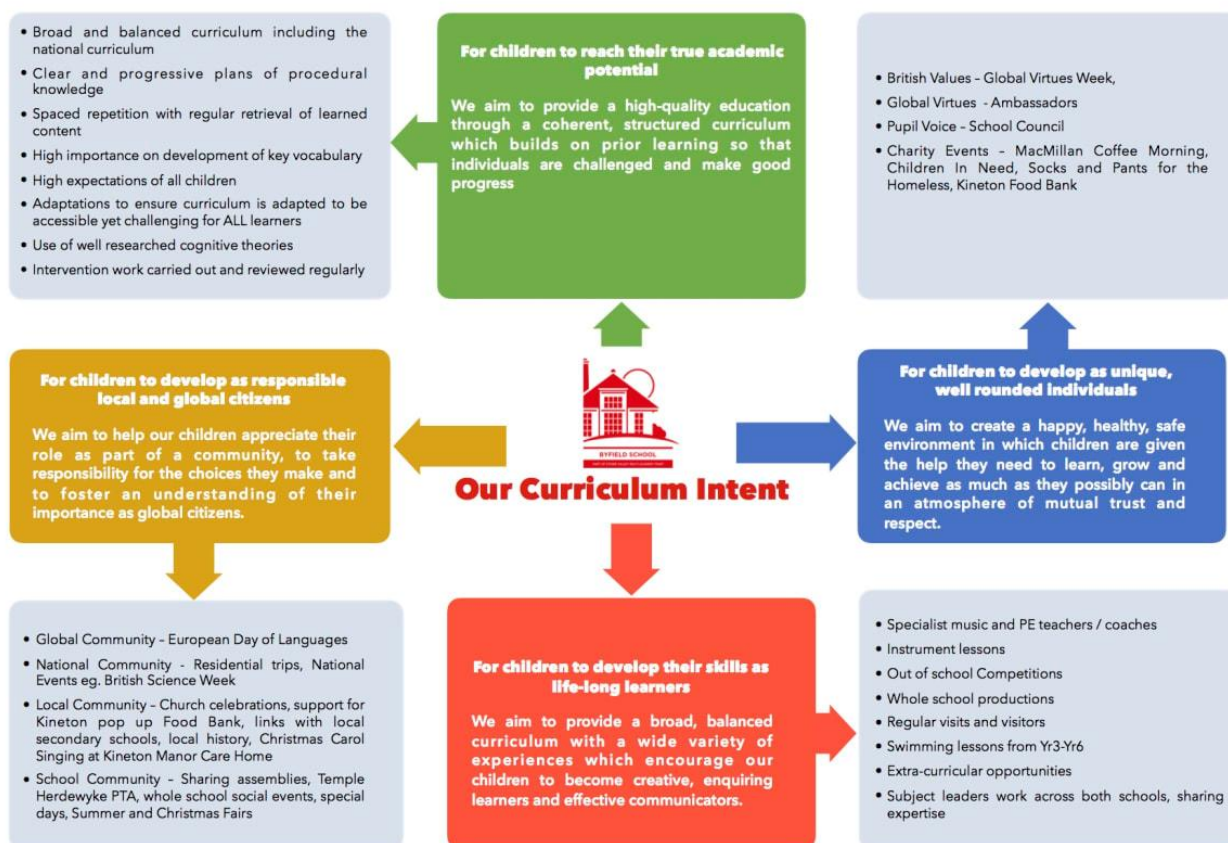 • Broad and balanced curriculum including the
national curriculum
• Clear and progressive plans of procedural
knowledge
• Spaced repetition with regular retrieval of learned
content
• High importance on development of key vocabulary
• High expectations of all children
• Adaptations to ensure curriculum is adapted to be
accessible yet challenging for ALL learners
• Use of well researched cognitive theories
• Intervention work carried out and reviewed regularly
For children to reach their true academic
potential
We aim to provide a high-quality education
through a coherent, structured curriculum
which builds on prior learning so that
individuals are challenged and make good
progress
• British Values – Global Virtues Week,
• Global Virtues - Ambassadors
• Pupil Voice – School Council
• Charity Events – MacMillan Coffee Morning,
Children In Need, Socks and Pants for the
Homeless, Kineton Food Bank
For children to develop as responsible
local and global citizens
We aim to help our children appreciate their
role as part of a community, to take
responsibility for the choices they make and
to foster an understanding of their
importance as global citizens.
BYFIELD SCHOOL
Our Curriculum Intent
For children to develop as unique,
well rounded individuals
We aim to create a happy, healthy, safe
environment in which children are given
the help they need to learn, grow and
achieve as much as they possibly can in
an atmosphere of mutual trust and
respect.
• Global Community – European Day of Languages
• National Community - Residential trips, National
Events eg. British Science Week
• Local Community – Church celebrations, support for
Kineton pop up Food Bank, links with local
secondary schools, local history, Christmas Carol
Singing at Kineton Manor Care Home
• School Community – Sharing assemblies, Temple
Herdewyke PTA, whole school social events, special
days, Summer and Christmas Fairs
For children to develop their skills as
life-long learners
We aim to provide a broad, balanced
curriculum with a wide variety of
experiences which encourage our
children to become creative, enquiring
learners and effective communicators.
• Specialist music and PE teachers / coaches
• Instrument lessons
• Out of school Competitions
• Whole school productions
• Regular visits and visitors
• Swimming lessons from Yr3-Yr6
• Extra-curricular opportunities
• Subject leaders work across both schools, sharing
expertise